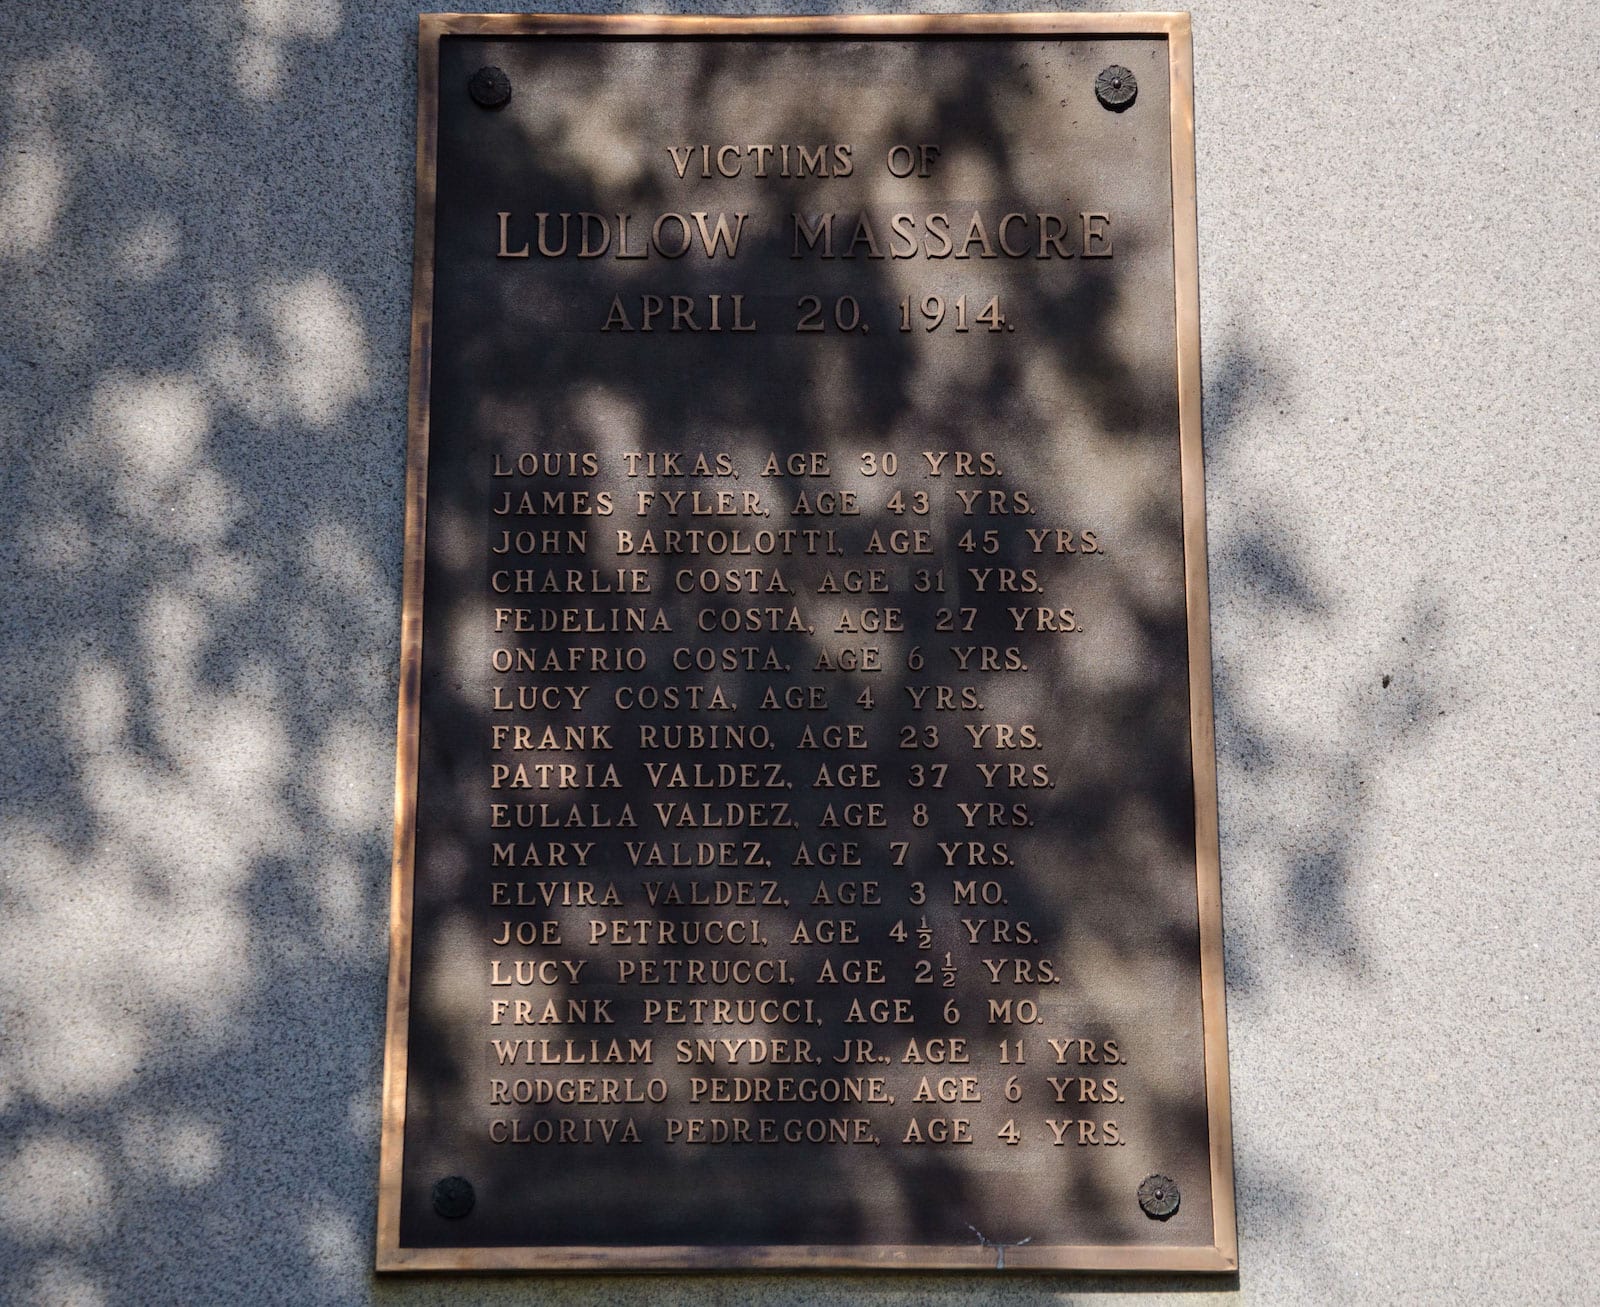 VICTIMS OF
LUDLOW MASSACRE
APRIL 20, 1914.
LOUIS TIKAS, AGE 30 YRS.
JAMES FYLER, AGE 43 YRS.
JOHN BARTOLOTTI, AGE 45 YRS.
CHARLIE COSTA, AGE 31 YRS.
FEDELINA COSTA, AGE 27 YRS.
ONAFRIO COSTA, AGE 6 YRS.
LUCY COSTA, AGE 4 YRS.
FRANK RUBINO, AGE 23 YRS.
PATRIA VALDEZ, AGE 37 YRS.
EULALA VALDEZ, AGE 8 YRS.
MARY VALDEZ, AGE 7 YRS.
ELVIRA VALDEZ, AGE 3 MO.
JOE PETRUCCI, AGE 4½ YRS.
LUCY PETRUCCI, AGE 2½ YRS.
FRANK PETRUCCI, AGE 6 MO.
WILLIAM SNYDER, JR., AGE 11 YRS.
RODGERLO PEDREGONE, AGE 6 YRS.
CLORIVA PEDREGONE, AGE 4 YRS.